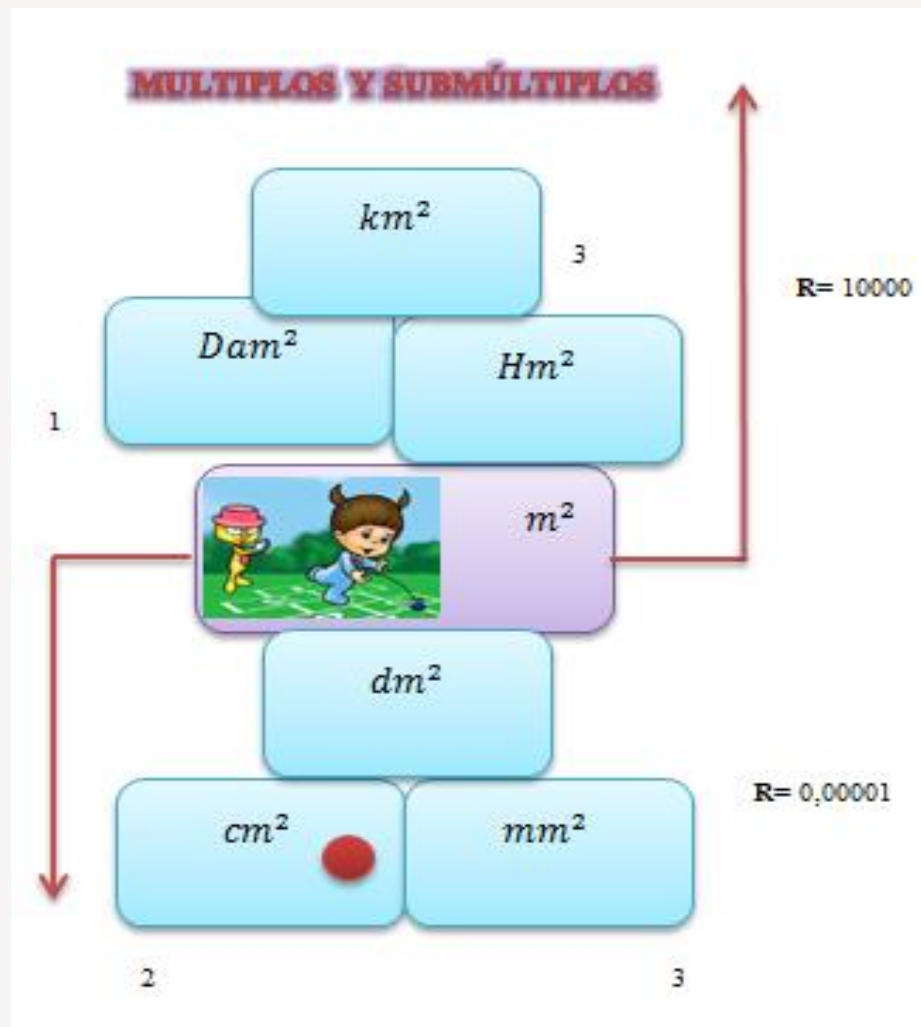 MULTIPLOS Y SUBMÚLTIPLOS
km²
3
R= 10000
Dam²
Hm²
1
m²
dm²
R= 0,00001
cm²
mm²
2
3